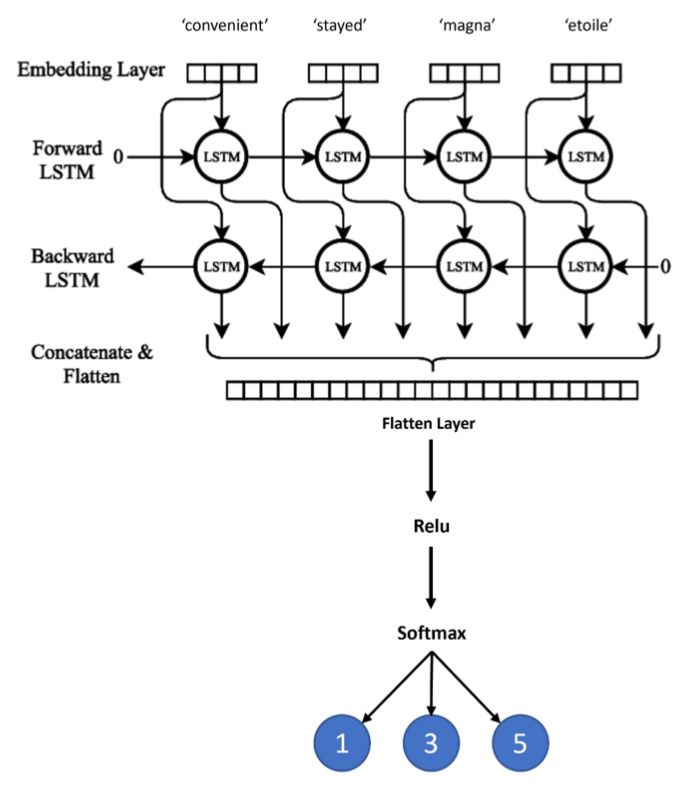 ‘convenient’ ‘stayed’ ‘magna’ ‘etoile’
Embedding Layer
Forward
LSTM
0
LSTM LSTM LSTM LSTM
Backward
LSTM
LSTM LSTM LSTM LSTM
0
Concatenate &
Flatten
Flatten Layer
Relu
Softmax
1 3 5